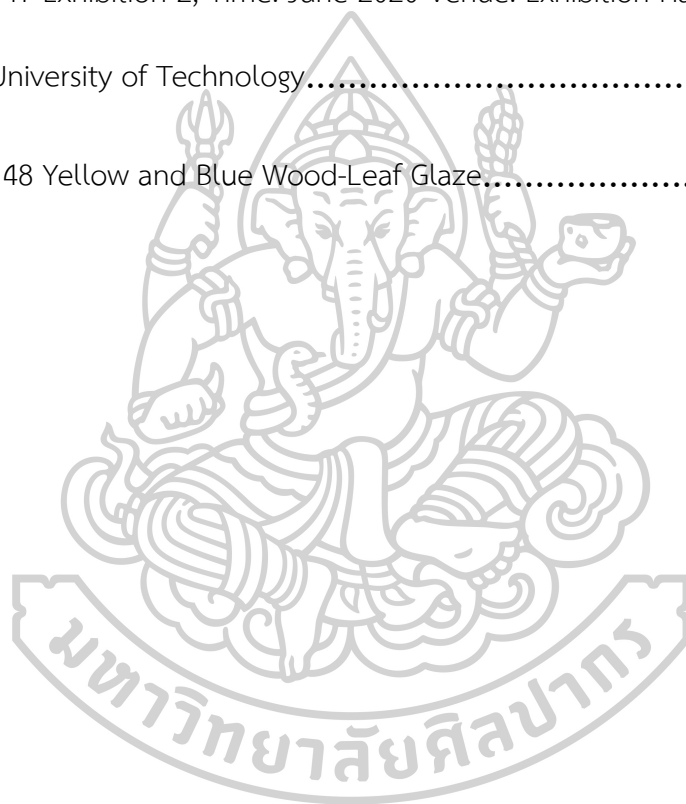 Exhibition 2, Time: June 2020 Venue: Exhibition
University of Technology....................................
48 Yellow and Blue Wood-Leaf Glaze....................
มหาวิทยาลัยศิลปากร